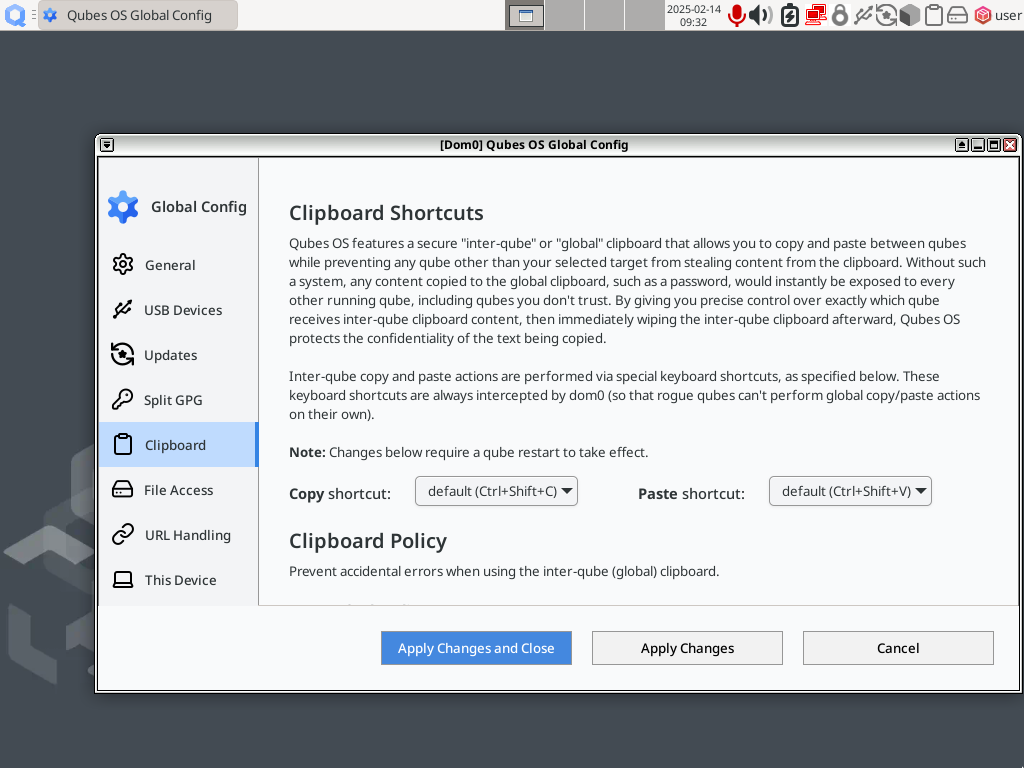 Qubes OS Global Config
2025-02-14
09:32
user
[Dom0] Qubes OS Global Config
Global Config
General
USB Devices
Updates
Split GPG
Clipboard
File Access
URL Handling
This Device
Clipboard Shortcuts
Qubes OS features a secure "inter-qube" or "global" clipboard that allows you to copy and paste between qubes
while preventing any qube other than your selected target from stealing content from the clipboard. Without such
a system, any content copied to the global clipboard, such as a password, would instantly be exposed to every
other running qube, including qubes you don't trust. By giving you precise control over exactly which qube
receives inter-qube clipboard content, then immediately wiping the inter-qube clipboard afterward, Qubes OS
protects the confidentiality of the text being copied.
Inter-qube copy and paste actions are performed via special keyboard shortcuts, as specified below. These
keyboard shortcuts are always intercepted by dom0 (so that rogue qubes can't perform global copy/paste actions
on their own).
Note: Changes below require a qube restart to take effect.
Copy shortcut: default (Ctrl+Shift+C) Paste shortcut: default (Ctrl+Shift+V)
Clipboard Policy
Prevent accidental errors when using the inter-qube (global) clipboard.
Apply Changes and Close
Apply Changes
Cancel